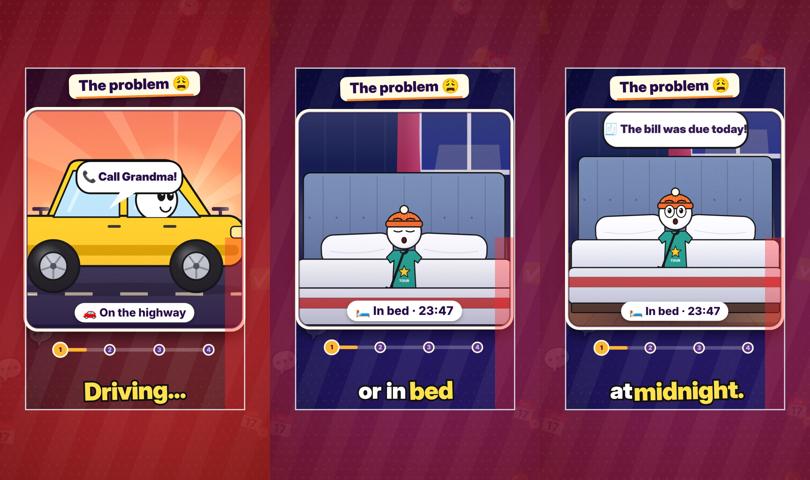 The problem 😩
📞 Call Grandma!
🚗 On the highway
1 2 3 4
Driving...
The problem 😩
TOUR
🛏️ In bed · 23:47
1 2 3 4
or in bed
The problem 😩
🧾 The bill was due today!
TOUR
🛏️ In bed · 23:47
1 2 3 4
at midnight.